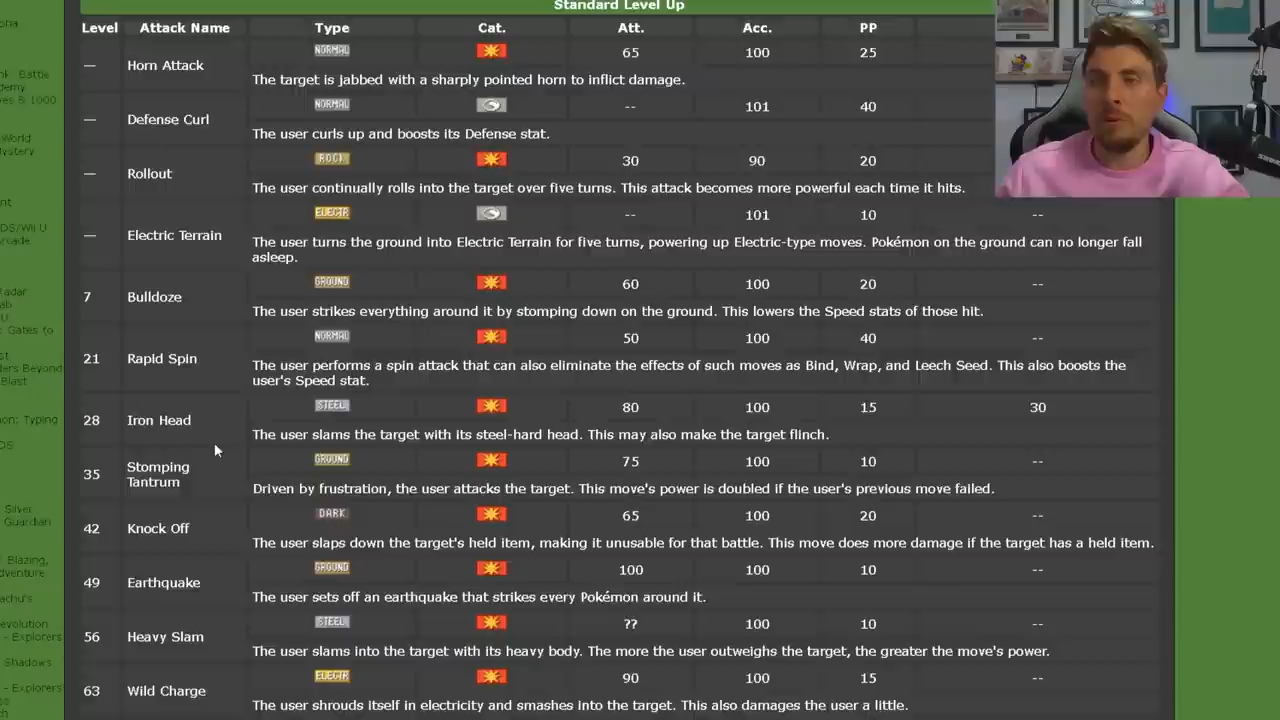 Standard Level Up
Level Attack Name Type Cat. Att. Acc. PP
— Horn Attack NORMAL 65 100 25
The target is jabbed with a sharply pointed horn to inflict damage.
— Defense Curl NORMAL -- 101 40
The user curls up and boosts its Defense stat.
— Rollout ROCK 30 90 20
The user continually rolls into the target over five turns. This attack becomes more powerful each time it hits.
— Electric Terrain ELECTR -- 101 10 --
The user turns the ground into Electric Terrain for five turns, powering up Electric-type moves. Pokémon on the ground can no longer fall
asleep.
7 Bulldoze GROUND 60 100 20 --
The user strikes everything around it by stomping down on the ground. This lowers the Speed stats of those hit.
21 Rapid Spin NORMAL 50 100 40 --
The user performs a spin attack that can also eliminate the effects of such moves as Bind, Wrap, and Leech Seed. This also boosts the
user's Speed stat.
28 Iron Head STEEL 80 100 15 30
The user slams the target with its steel-hard head. This may also make the target flinch.
35 Stomping
Tantrum GROUND 75 100 10 --
Driven by frustration, the user attacks the target. This move's power is doubled if the user's previous move failed.
42 Knock Off DARK 65 100 20 --
The user slaps down the target's held item, making it unusable for that battle. This move does more damage if the target has a held item.
49 Earthquake GROUND 100 100 10 --
The user sets off an earthquake that strikes every Pokémon around it.
56 Heavy Slam STEEL ?? 100 10 --
The user slams into the target with its heavy body. The more the user outweighs the target, the greater the move's power.
63 Wild Charge ELECTR 90 100 15 --
The user shrouds itself in electricity and smashes into the target. This also damages the user a little.
Battle
& 1000
World
DS/Wii U
Gates to
Beyond
Blast
Typing
Silver
Guardian
Blazing,
- Explorers
Shadows
- Explorers